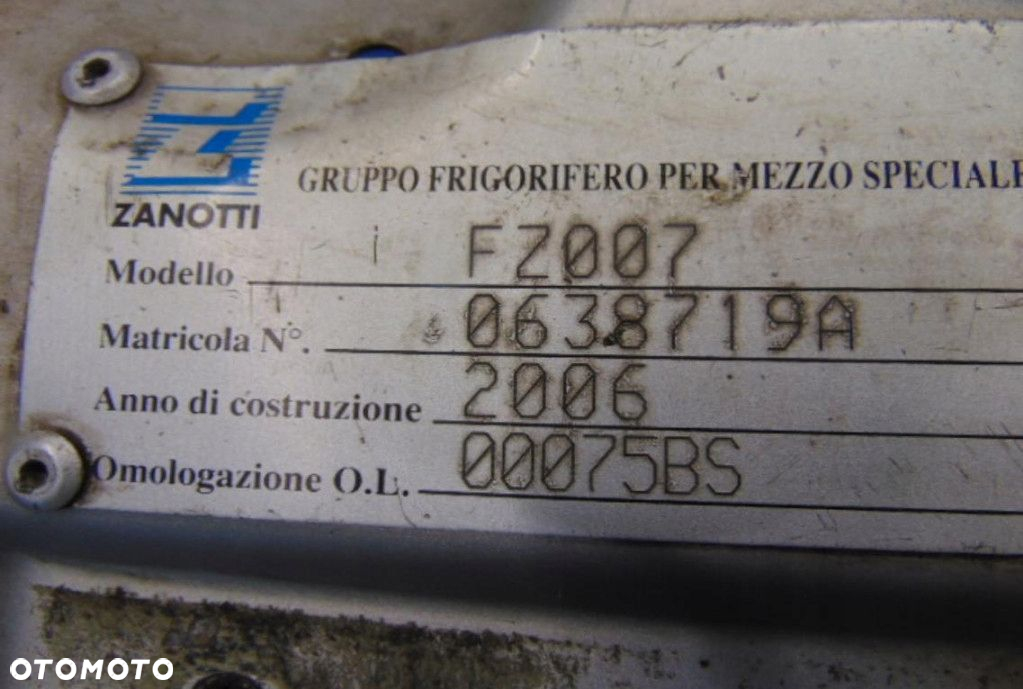 ZANOTTI
GRUPPO FRIGORIFERO PER MEZZO SPECIALE
Modello FZ007
Matricola N°. 0638719A
Anno di costruzione 2006
Omologazione O.L. 00075BS
OTOMOTO